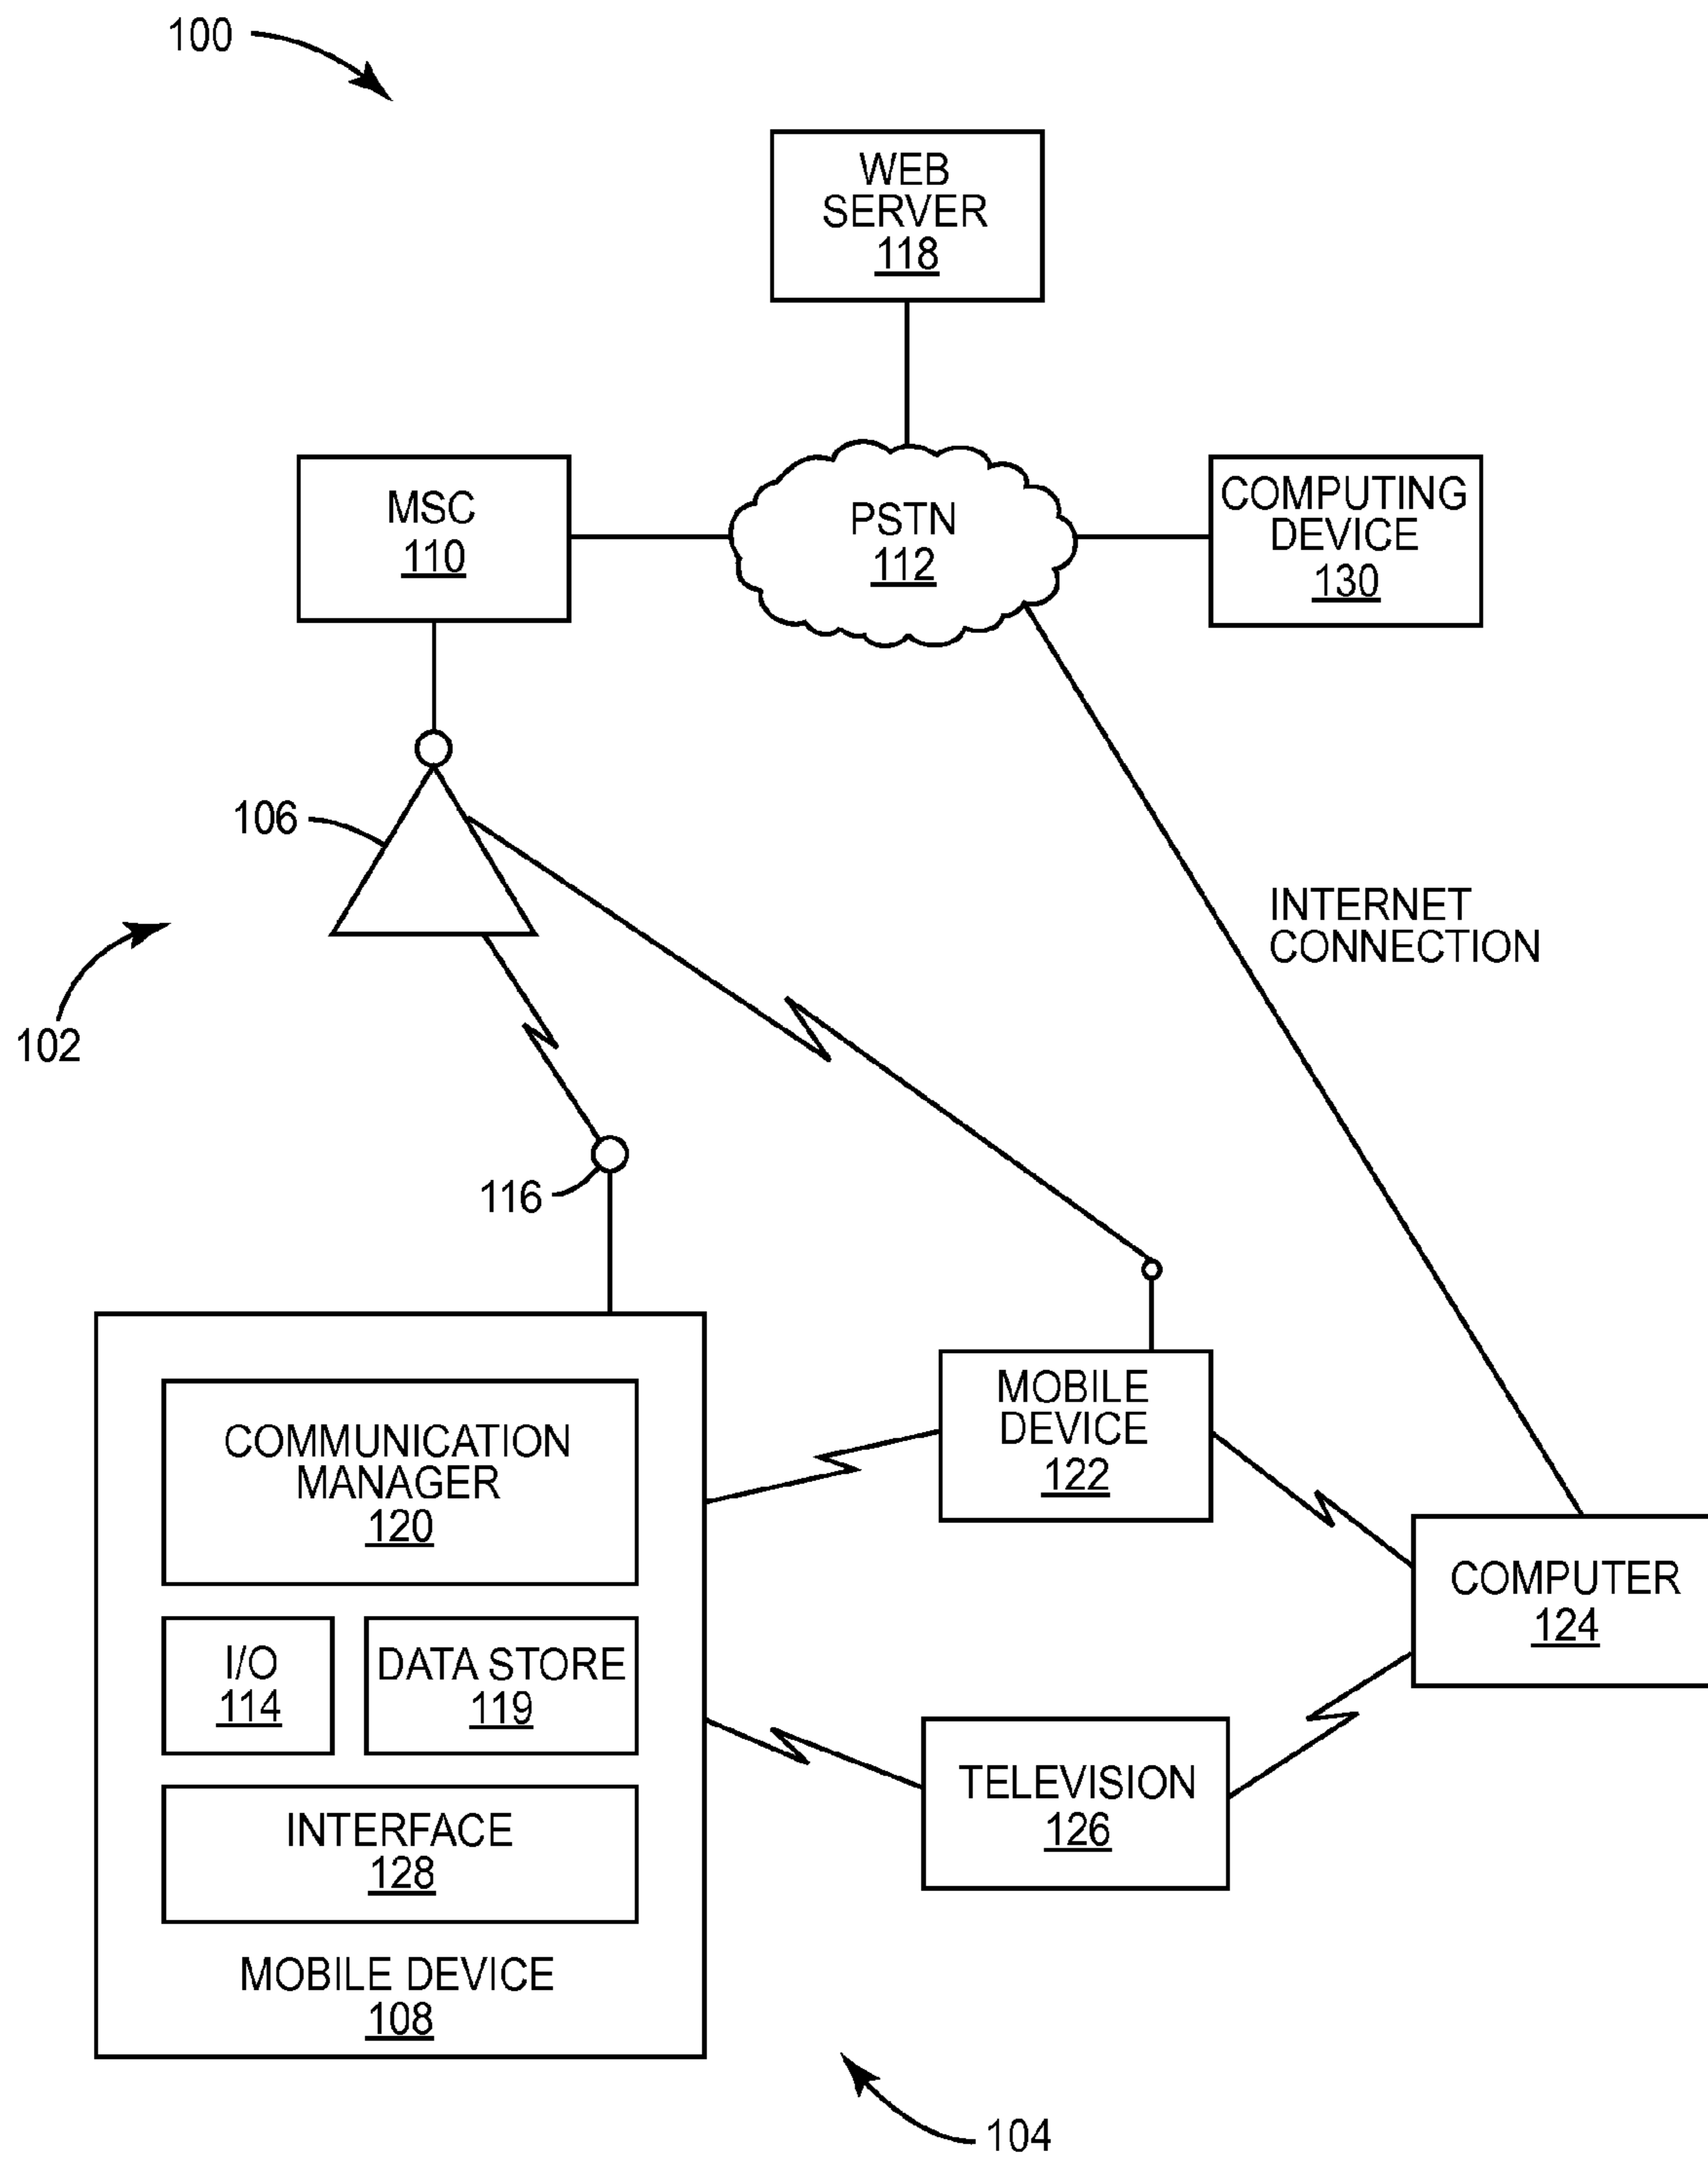 100
WEB
SERVER
118
MSC
110
PSTN
112
COMPUTING
DEVICE
130
106
INTERNET
CONNECTION
102
116
MOBILE
DEVICE
122
COMMUNICATION
MANAGER
120
COMPUTER
124
I/O
114
DATA STORE
119
TELEVISION
126
INTERFACE
128
MOBILE DEVICE
108
104